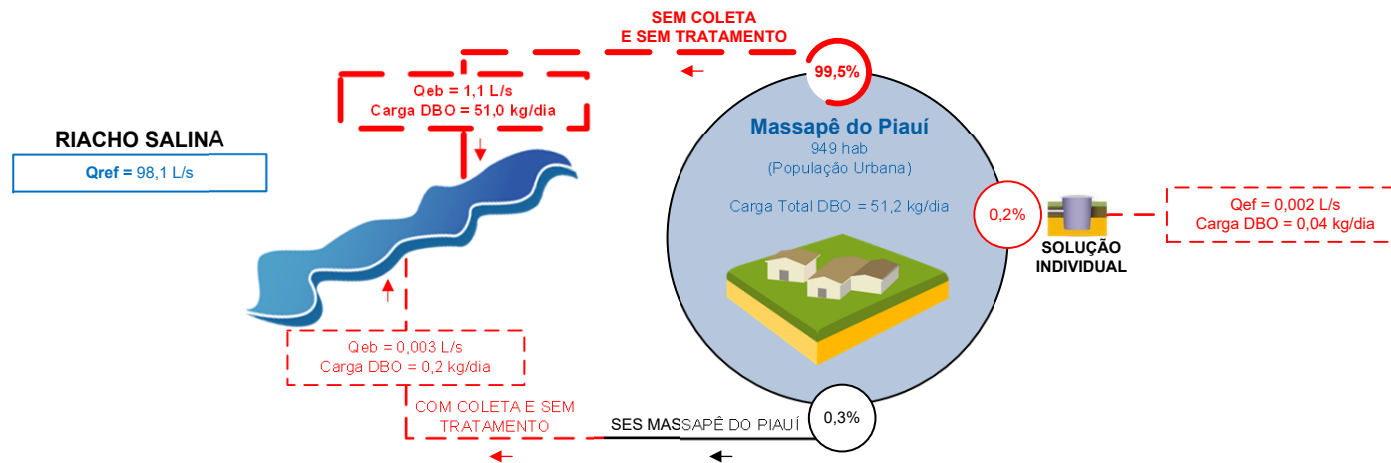 SEM COLETA
E SEM TRATAMENTO
99,5%
Qeb = 1,1 L/s
Carga DBO = 51,0 kg/dia
RIACHO SALINA
Qref = 98,1 L/s
Massapê do Piauí
949 hab
(População Urbana)
Carga Total DBO = 51,2 kg/dia
0,2%
SOLUÇÃO
INDIVIDUAL
Qef = 0,002 L/s
Carga DBO = 0,04 kg/dia
Qeb = 0,003 L/s
Carga DBO = 0,2 kg/dia
COM COLETA E SEM
TRATAMENTO
SES MASSAPÊ DO PIAUÍ
0,3%